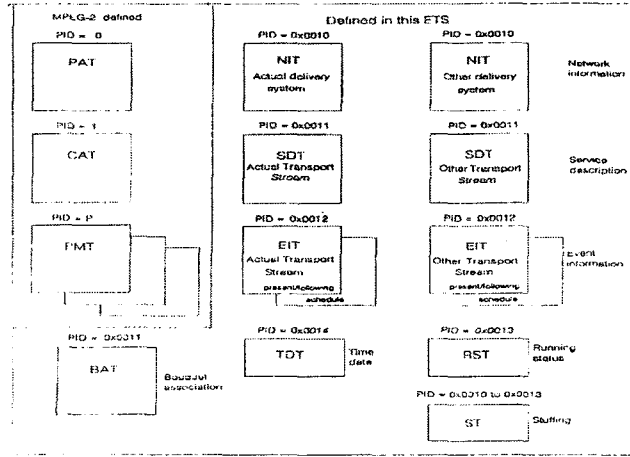 MPEG-2 defined
Defined in this ETS
PID = 0
PAT
PID = 0x0010
NIT
Actual delivery
system
PID = 0x0010
NIT
Other delivery
system
Network
information
PID = 1
CAT
PID = 0x0011
SDT
Actual Transport
Stream
PID = 0x0011
SDT
Other Transport
Stream
Service
description
PID = P
PMT
PID = 0x0012
EIT
Actual Transport
Stream
present/following
schedule
PID = 0x0012
EIT
Other Transport
Stream
present/following
schedule
Event
information
PID = 0x0011
BAT
Bouquet
association
PID = 0x0014
TDT
Time
date
PID = 0x0013
RST
Running
status
PID = 0x0010 to 0x0013
ST
Stuffing